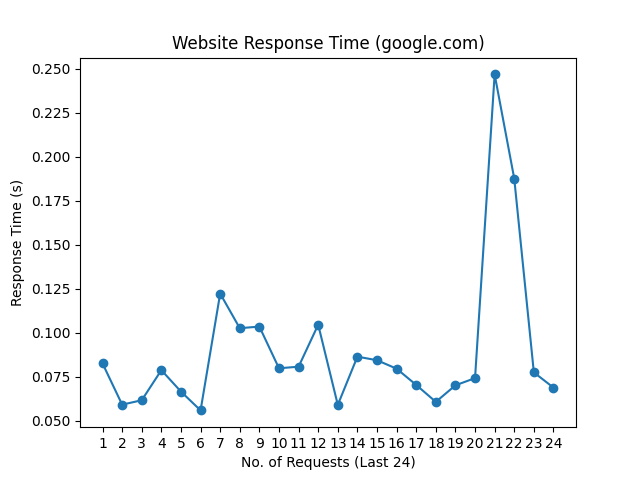 Website Response Time (google.com)
0.250
0.225
0.200
0.175
0.150
0.125
0.100
0.075
0.050
Response Time (s)
1 2 3 4 5 6 7 8 9 10 11 12 13 14 15 16 17 18 19 20 21 22 23 24
No. of Requests (Last 24)